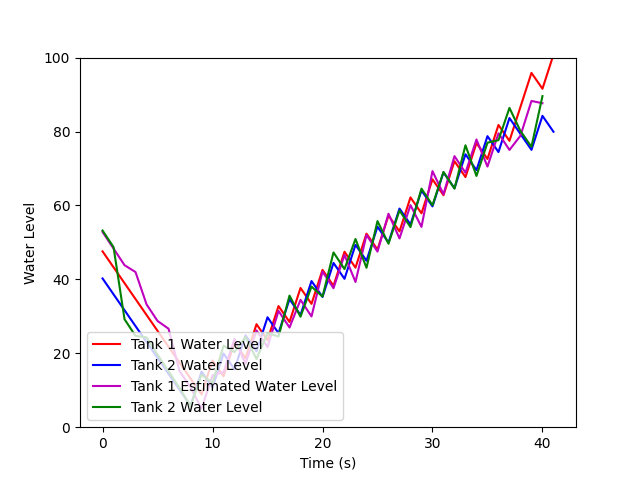 100
80
60
40
20
0
Water Level
Tank 1 Water Level
Tank 2 Water Level
Tank 1 Estimated Water Level
Tank 2 Water Level
0 10 20 30 40
Time (s)